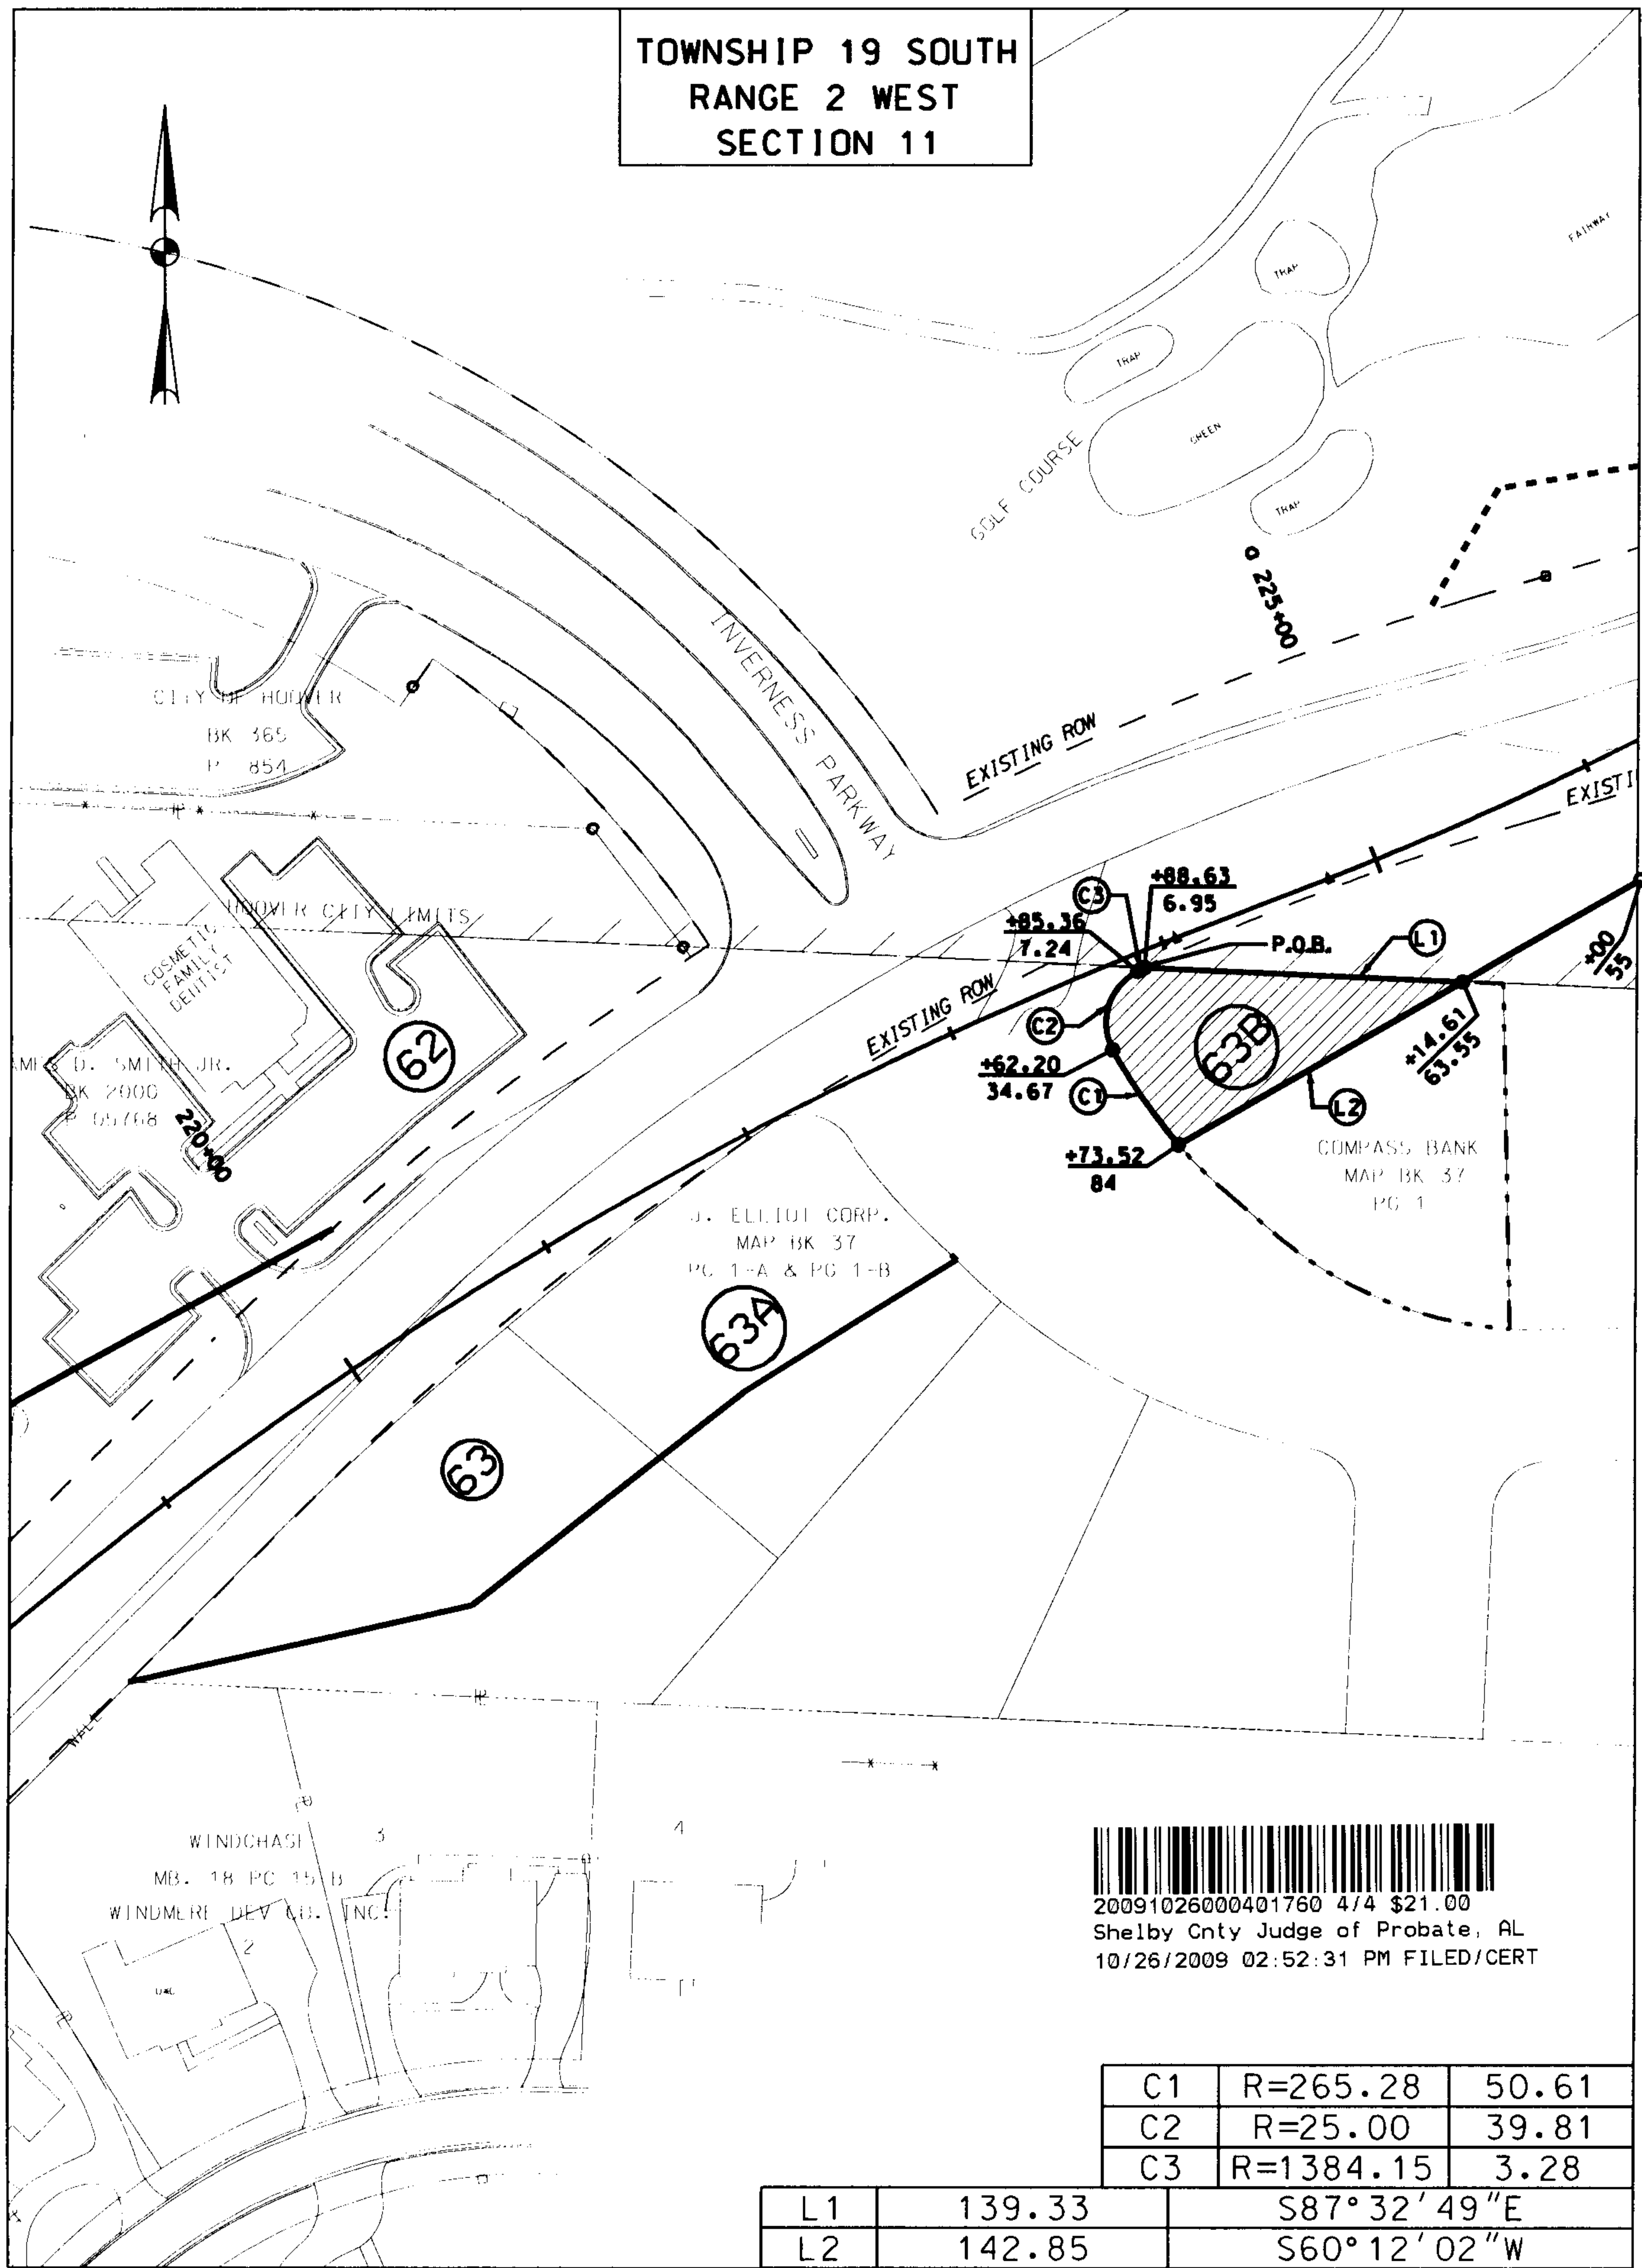 TOWNSHIP 19 SOUTH
RANGE 2 WEST
SECTION 11
FAIRWAY
TRAP
TRAP
GREEN
TRAP
GOLF COURSE
225+00
INVERNESS PARKWAY
CITY OF HOOVER
BK 365
P 854
EXISTING ROW
EXISTI
HOOVER CITY LIMITS
COSMETIC
FAMILY
DENTIST
62
D. SMITH JR.
BK 2000
P 65768
220+00
C3
+88.63
6.95
+85.36
7.24
P.O.B.
L1
+00
55
EXISTING ROW
C2
63B
+14.61
63.55
+62.20
34.67
C1
L2
+73.52
84
COMPASS BANK
MAP BK 37
PG 1
J. ELLIOT CORP.
MAP BK 37
PG 1-A & PG 1-B
63A
63
WALL
WINDCHASE
MB. 18 PG 15 B
WINDMERE DEV CO. INC.
3
4
2
20091026000401760 4/4 $21.00
Shelby Cnty Judge of Probate, AL
10/26/2009 02:52:31 PM FILED/CERT
C1 R=265.28 50.61
C2 R=25.00 39.81
C3 R=1384.15 3.28
L1 139.33 S87°32'49"E
L2 142.85 S60°12'02"W